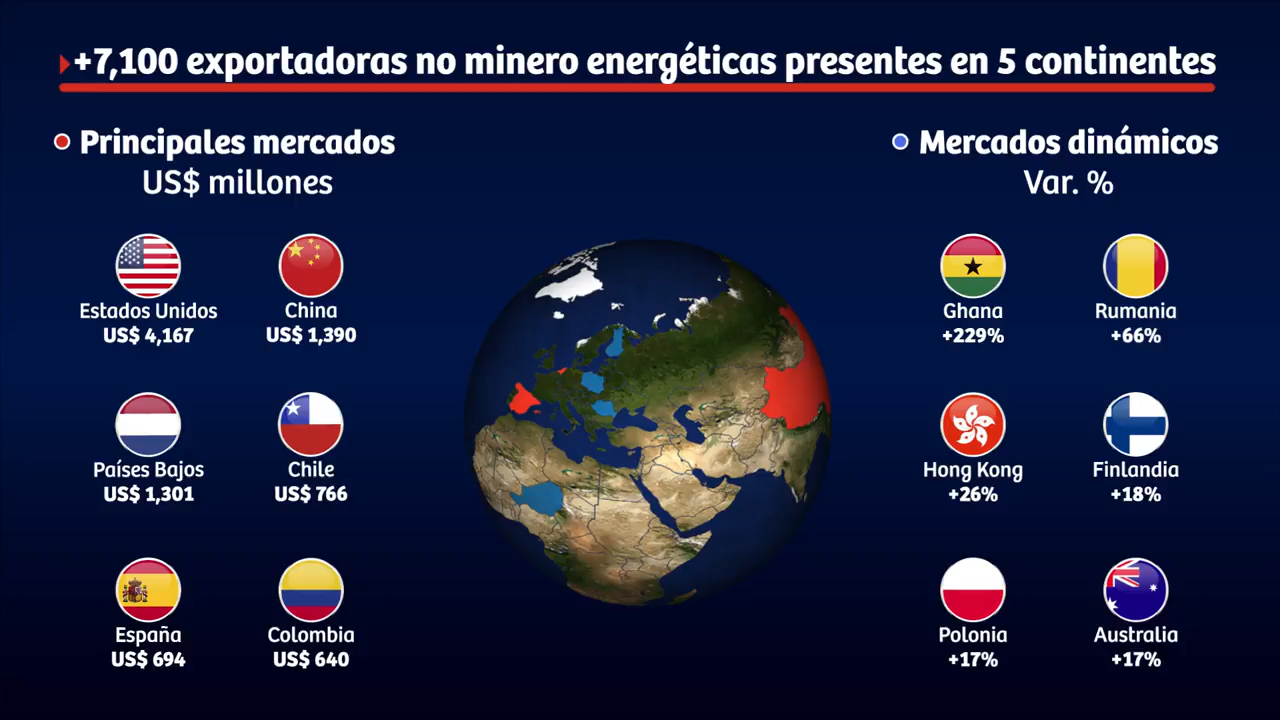 +7,100 exportadoras no minero energéticas presentes en 5 continentes
Principales mercados
US$ millones
Estados Unidos
US$ 4,167
China
US$ 1,390
Países Bajos
US$ 1,301
Chile
US$ 766
España
US$ 694
Colombia
US$ 640
Mercados dinámicos
Var. %
Ghana
+229%
Rumania
+66%
Hong Kong
+26%
Finlandia
+18%
Polonia
+17%
Australia
+17%